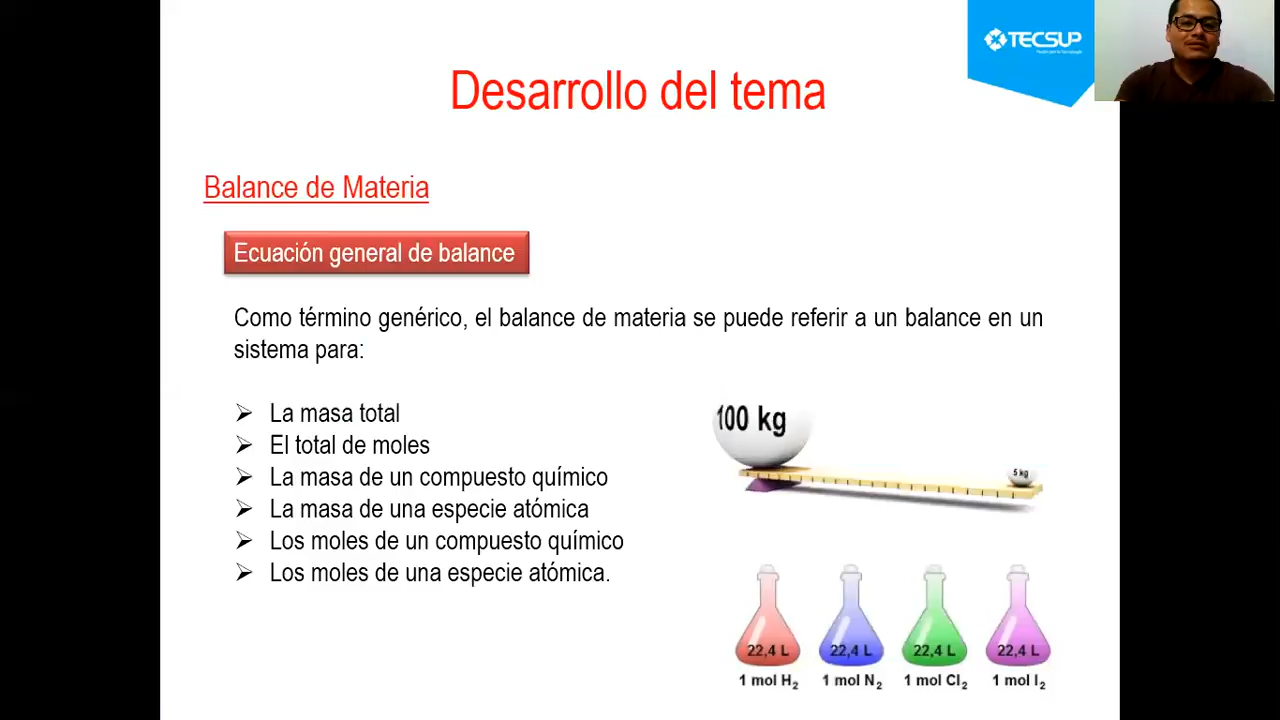 TECSUP
Desarrollo del tema
Balance de Materia
Ecuación general de balance
Como término genérico, el balance de materia se puede referir a un balance en un
sistema para:
➢ La masa total
➢ El total de moles
➢ La masa de un compuesto químico
➢ La masa de una especie atómica
➢ Los moles de un compuesto químico
➢ Los moles de una especie atómica.
100 kg
5 kg
22,4 L 22,4 L 22,4 L 22,4 L
1 mol H₂ 1 mol N₂ 1 mol Cl₂ 1 mol I₂